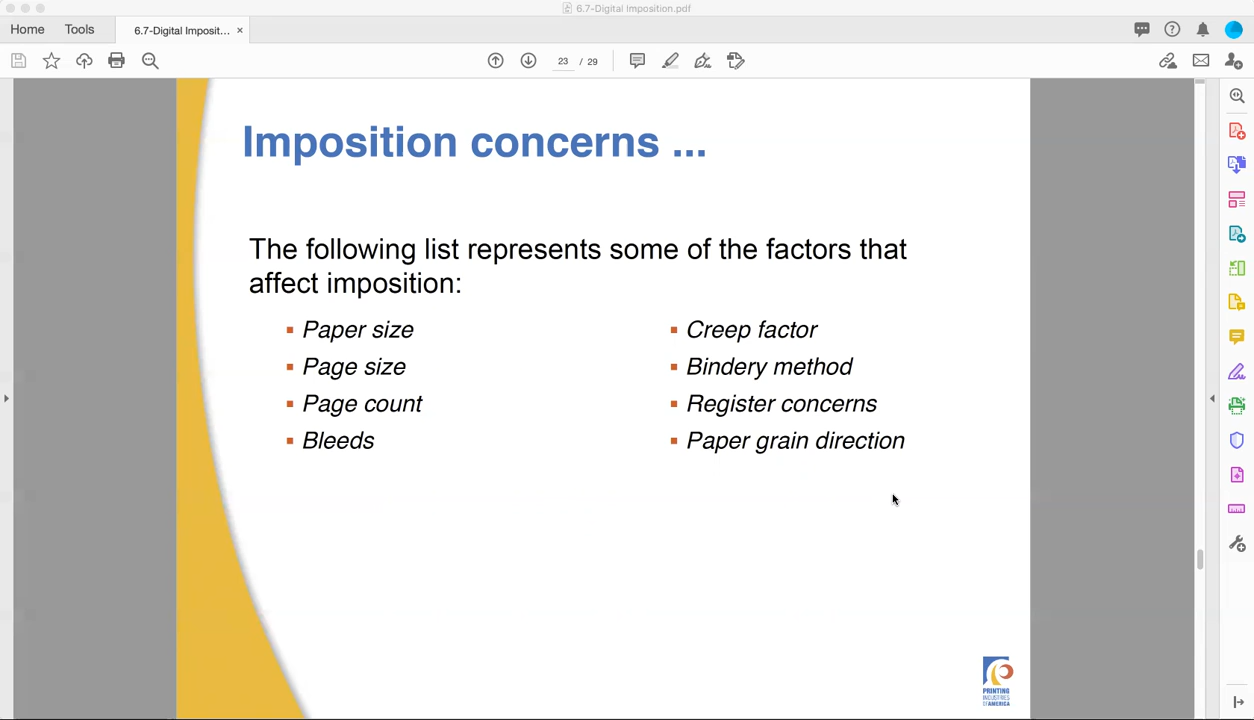 6.7-Digital Imposition.pdf
Home Tools 6.7-Digital Imposit... ×
23 / 29
Imposition concerns ...
The following list represents some of the factors that
affect imposition:
Paper size
Page size
Page count
Bleeds
Creep factor
Bindery method
Register concerns
Paper grain direction
PRINTING
INDUSTRIES
OF AMERICA